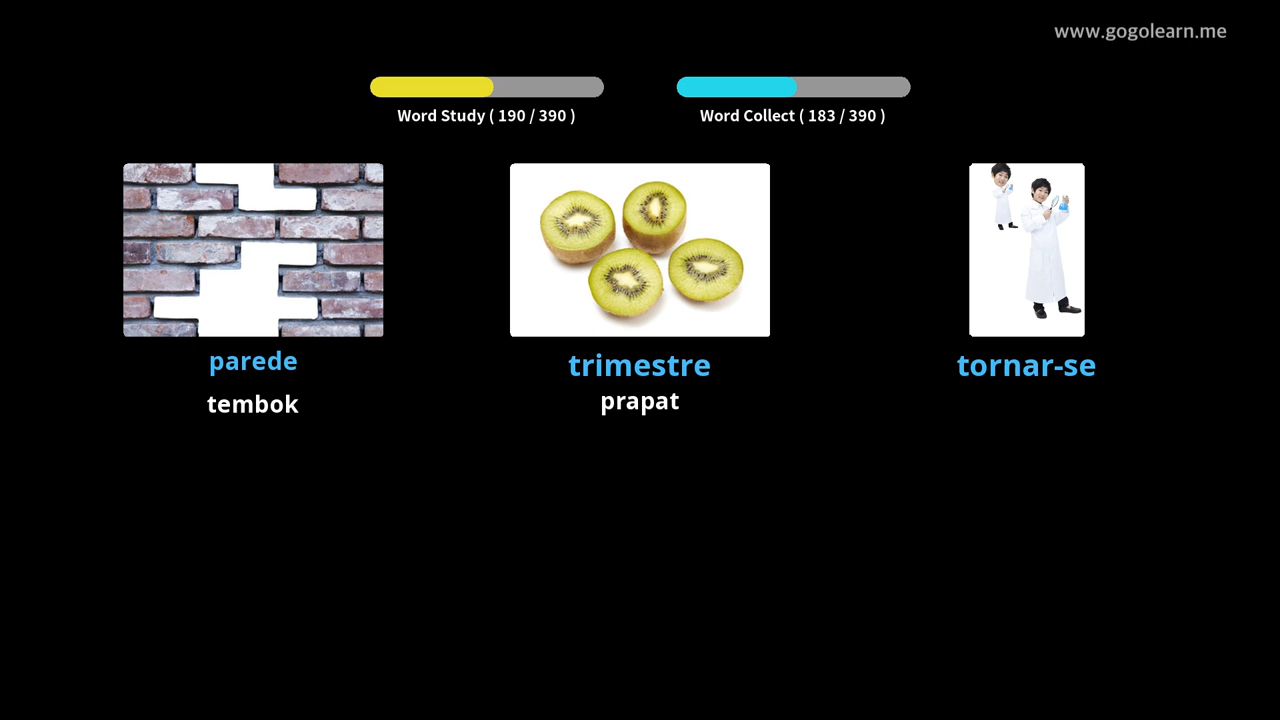 www.gogolearn.me
Word Study ( 190 / 390 )
Word Collect ( 183 / 390 )
parede
tembok
trimestre
prapat
tornar-se